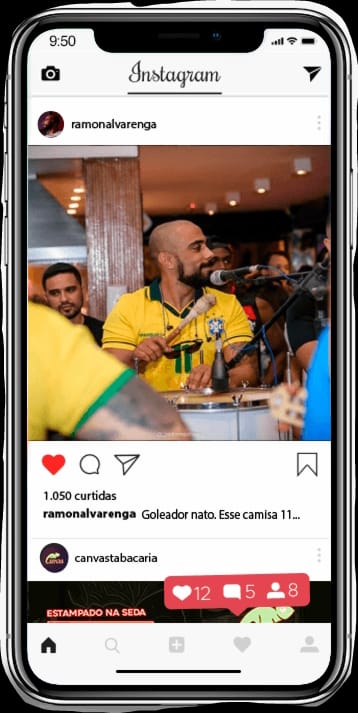 9:50
Instagram
ramonalvarenga
1.050 curtidas
ramonalvarenga Goleador nato. Esse camisa 11...
canvastabacaria
12 5 8
ESTAMPADO NA SEDA